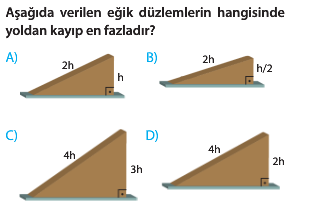 Aşağıda verilen eğik düzlemlerin hangisinde
yoldan kayıp en fazladır?
A) 2h h B) 2h h/2
C) 4h 3h D) 4h 2h